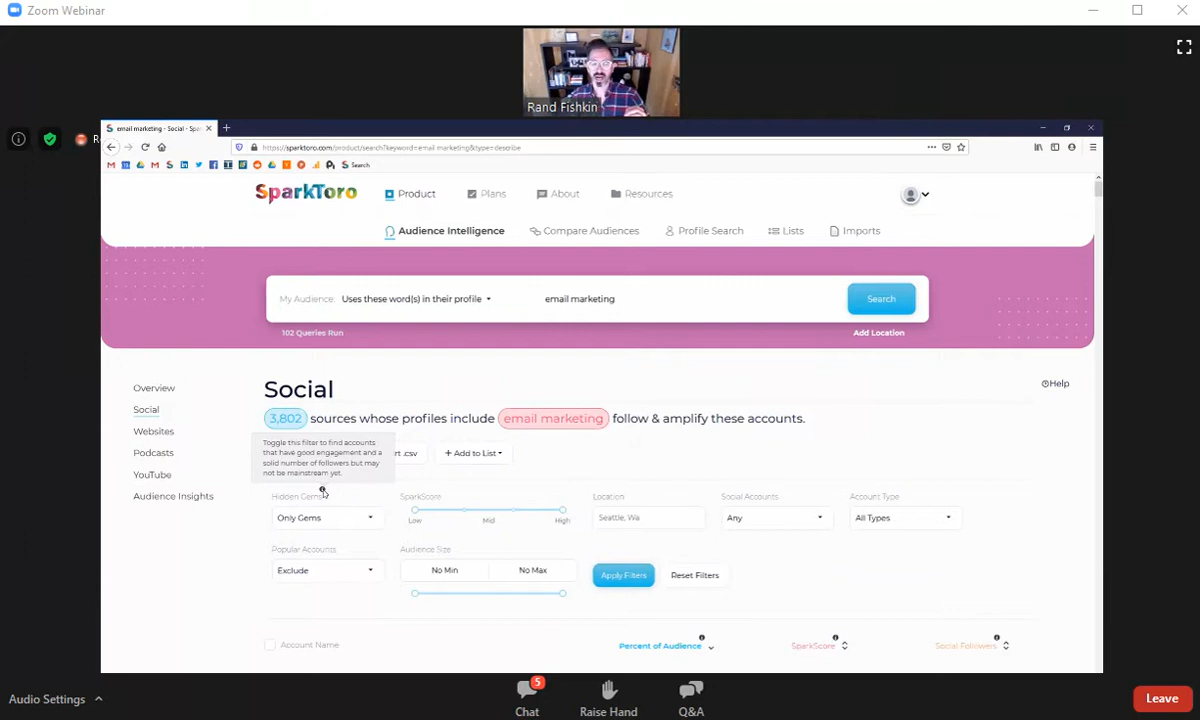 Zoom Webinar
Rand Fishkin
R
email marketing - Social - Spa
https://sparktoro.com/product/search?keyword=email marketing&type=describe
Search
SparkToro
Product
Plans
About
Resources
Audience Intelligence
Compare Audiences
Profile Search
Lists
Imports
My Audience:
Uses these word(s) in their profile
email marketing
Search
102 Queries Run
Add Location
Overview
Social
Websites
Podcasts
YouTube
Audience Insights
Social
Help
3,802 sources whose profiles include email marketing follow & amplify these accounts.
Toggle this filter to find accounts
that have good engagement and a
solid number of followers but may
not be mainstream yet.
rt .csv
+ Add to List
Hidden Gems
SparkScore
Location
Social Accounts
Account Type
Only Gems
Low
Mid
High
Seattle, Wa
Any
All Types
Popular Accounts
Audience Size
Exclude
No Min
No Max
Apply Filters
Reset Filters
Account Name
Percent of Audience
SparkScore
Social Followers
Audio Settings
5
Chat
Raise Hand
Q&A
Leave